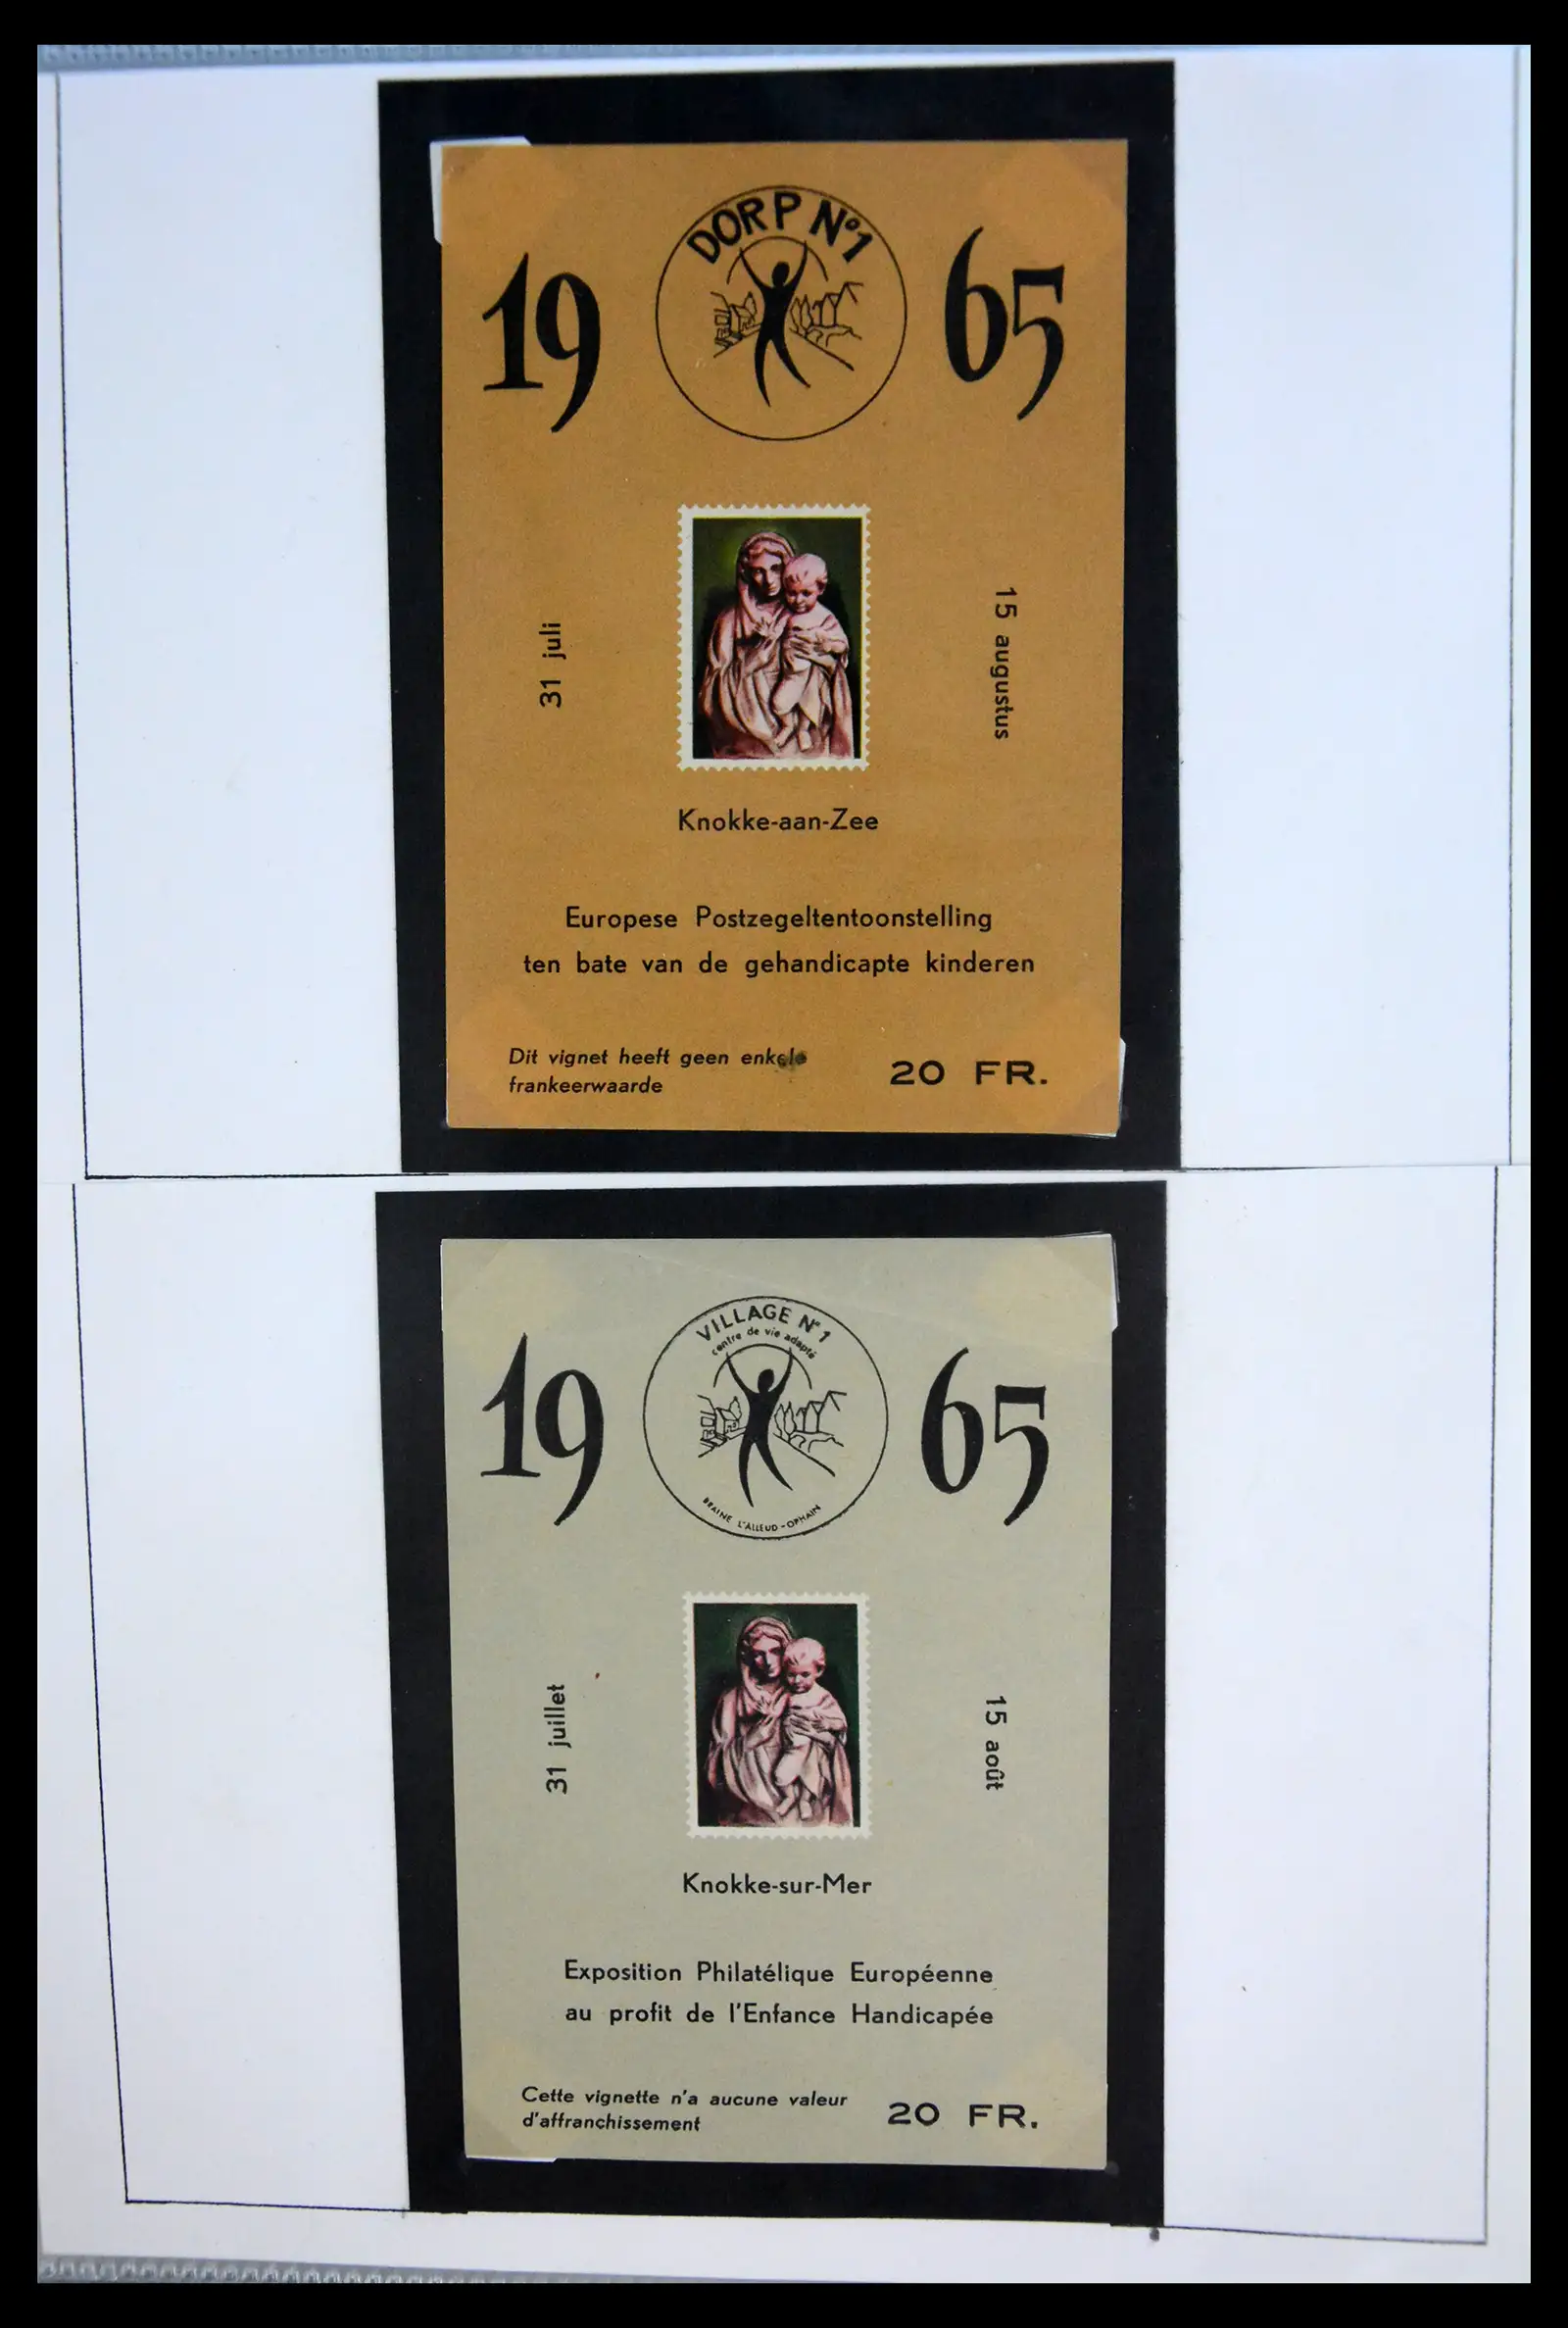 DORP Nº1
19 65
31 juli
15 augustus
Knokke-aan-Zee
Europese Postzegeltentoonstelling
ten bate van de gehandicapte kinderen
Dit vignet heeft geen enkele
frankeerwaarde
20 FR.
VILLAGE Nº 1
centre de vie adapté
19 65
BRAINE L'ALLEUD - OPHAIN
31 juillet
15 août
Knokke-sur-Mer
Exposition Philatélique Européenne
au profit de l'Enfance Handicapée
Cette vignette n'a aucune valeur
d'affranchissement
20 FR.